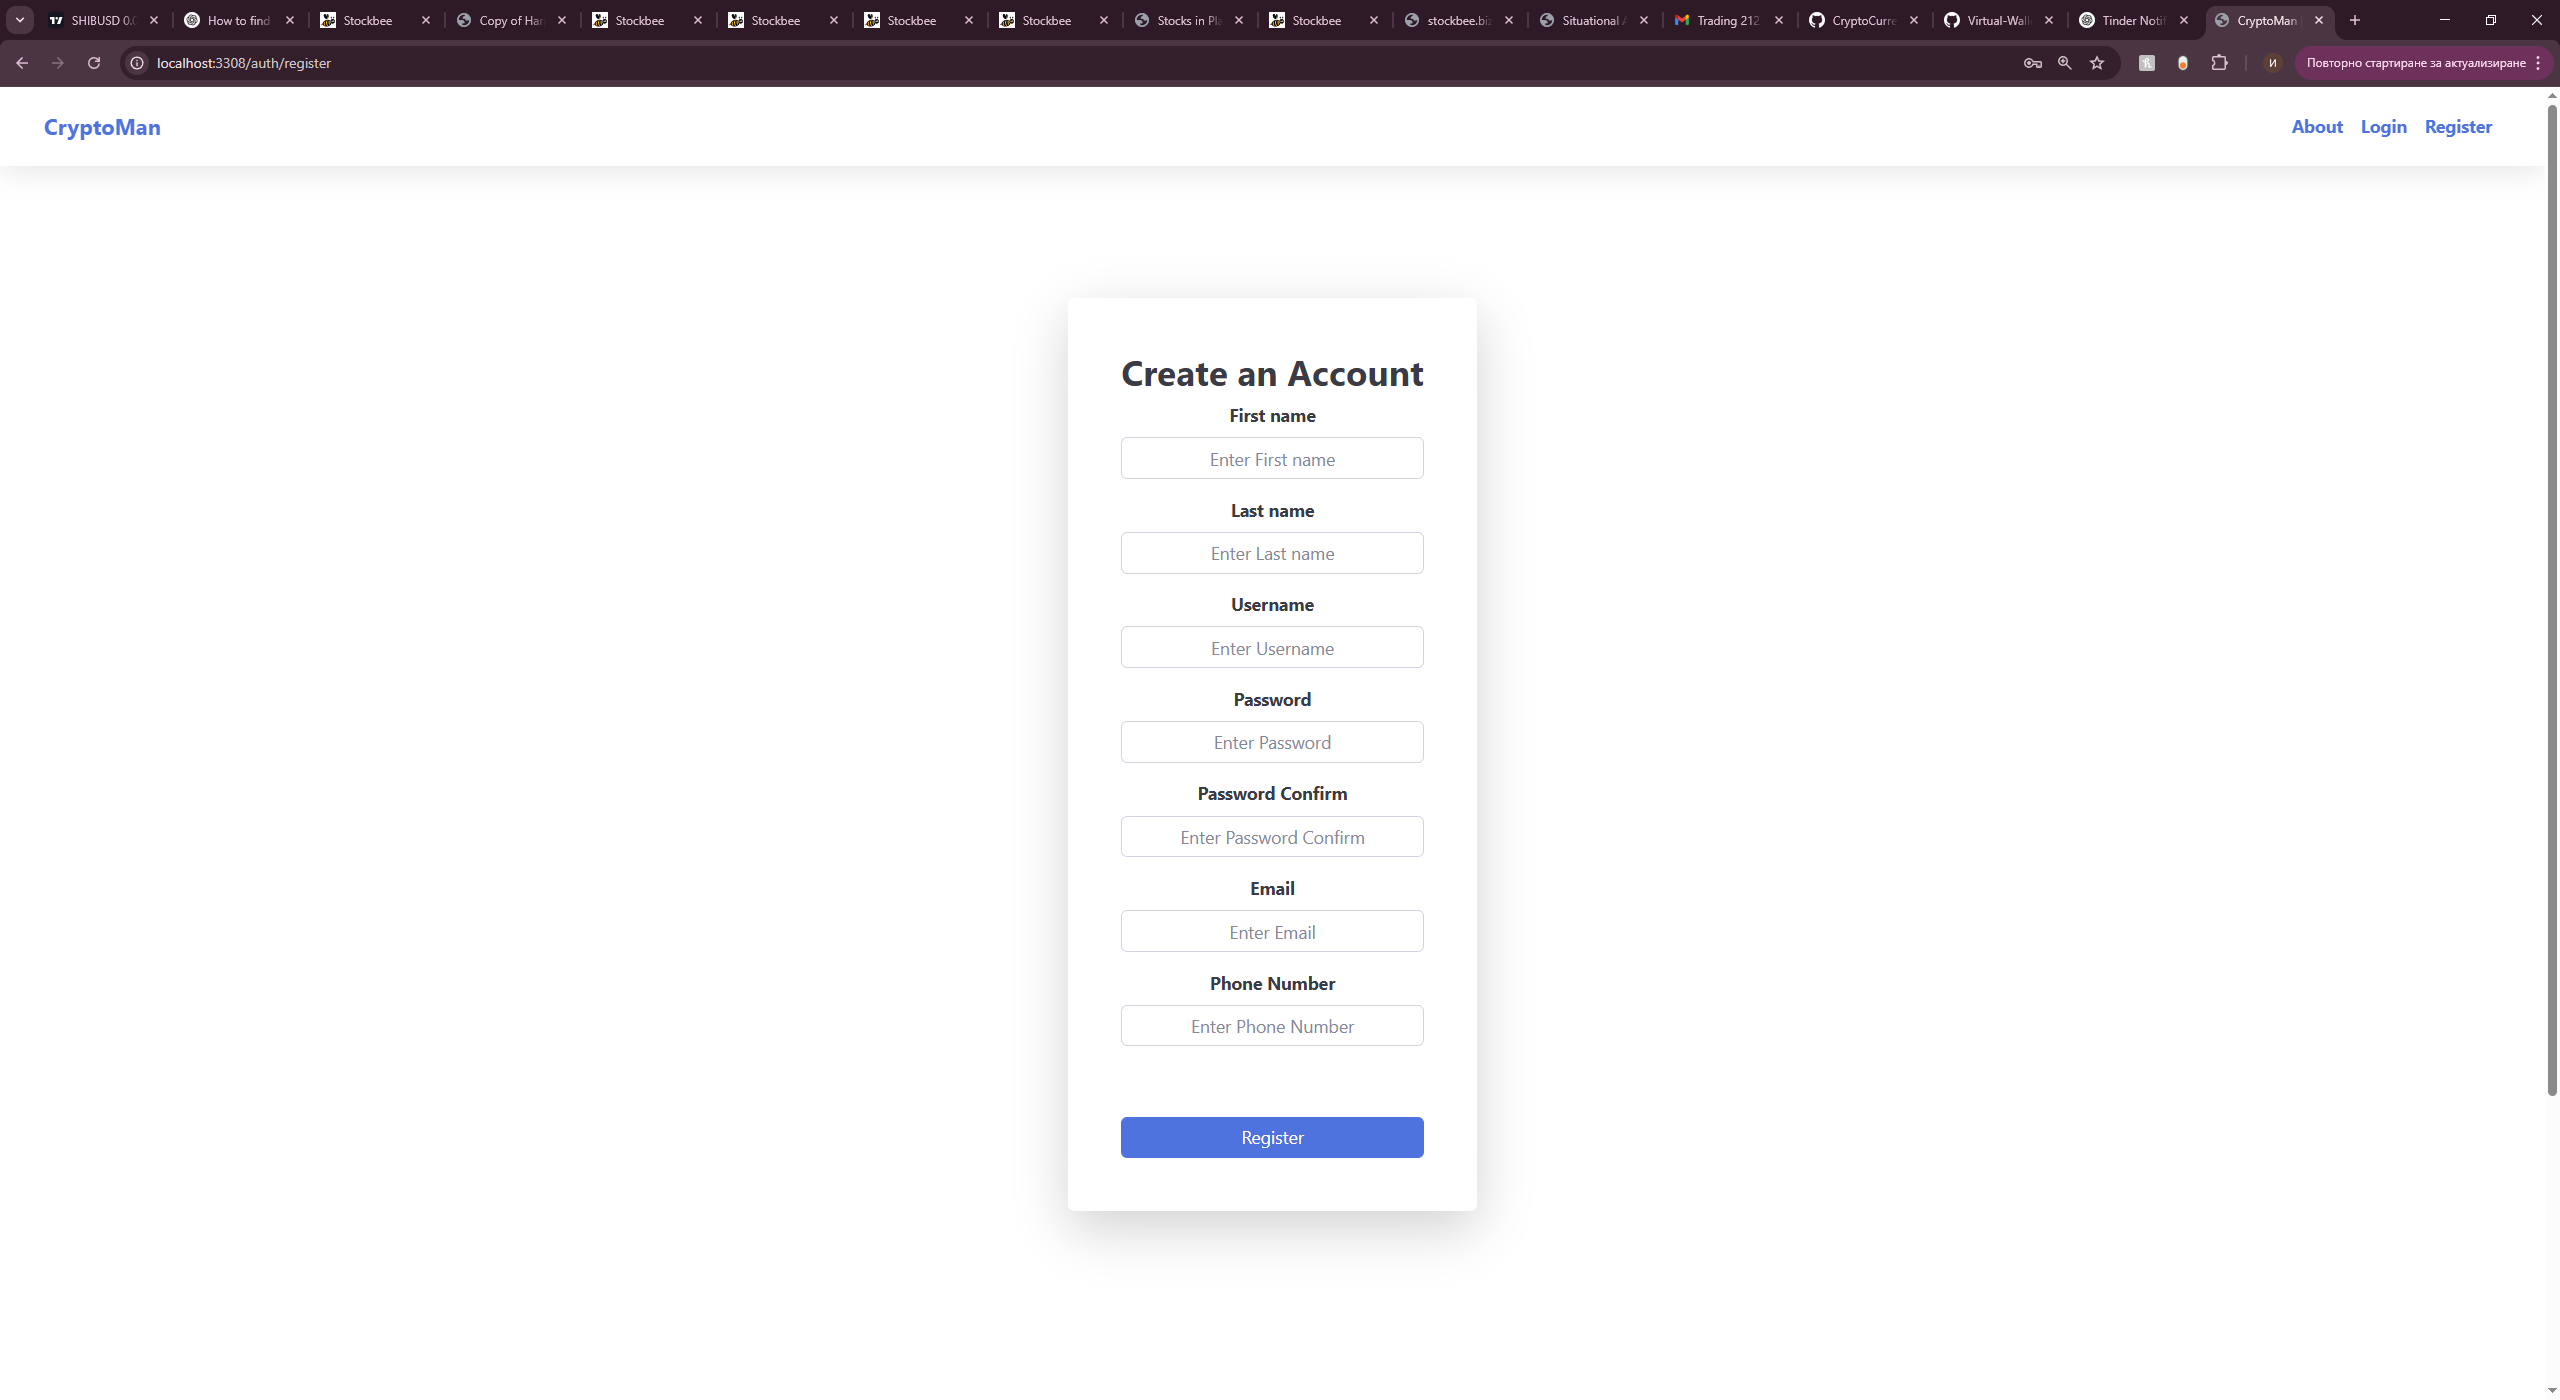 SHIBUSD 0.0
How to find
Stockbee
Copy of Han
Stockbee
Stockbee
Stockbee
Stockbee
Stocks in Pla
Stockbee
stockbee.biz
Situational A
Trading 212
CryptoCurre
Virtual-Wall
Tinder Notif
CryptoMan
localhost:3308/auth/register
И
Повторно стартиране за актуализиране
CryptoMan
About Login Register
Create an Account
First name
Enter First name
Last name
Enter Last name
Username
Enter Username
Password
Enter Password
Password Confirm
Enter Password Confirm
Email
Enter Email
Phone Number
Enter Phone Number
Register